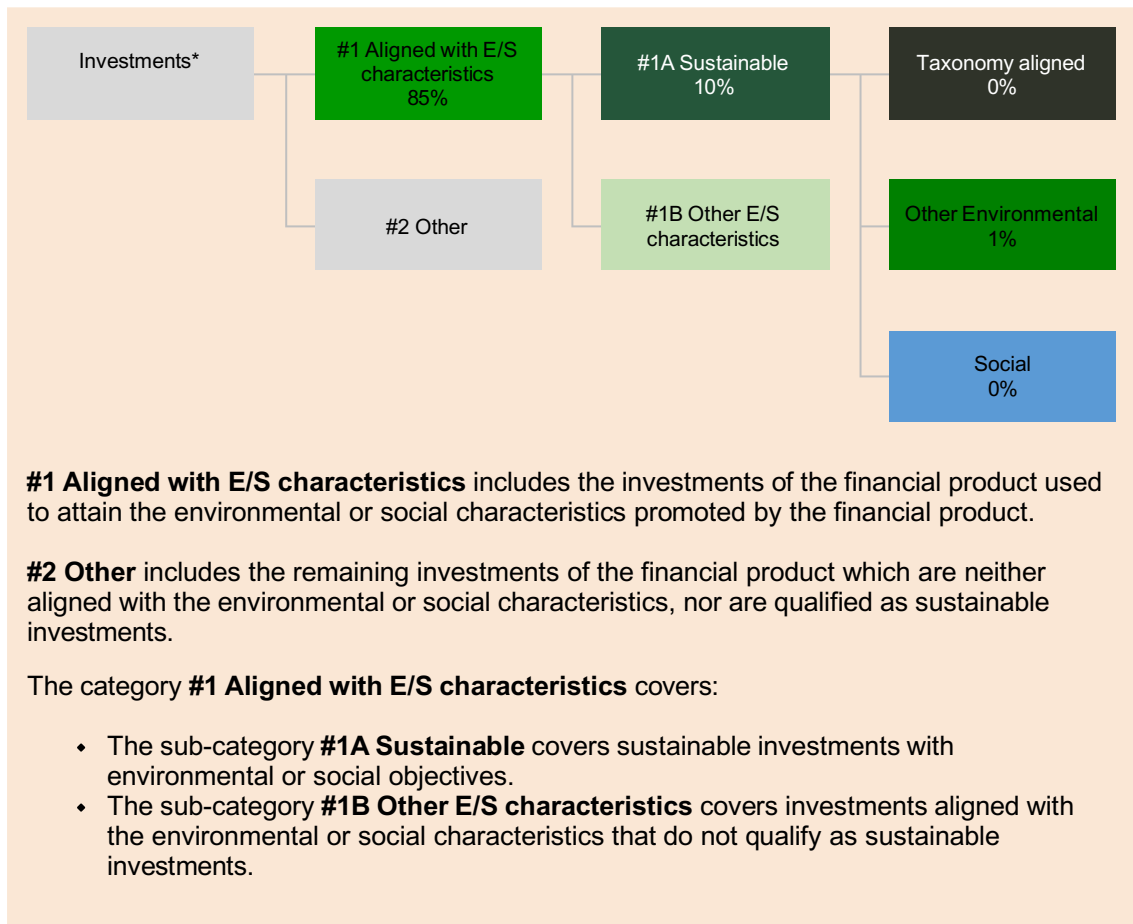 Investments*
#1 Aligned with E/S
characteristics
85%
#1A Sustainable
10%
Taxonomy aligned
0%
#2 Other
#1B Other E/S
characteristics
Other Environmental
1%
Social
0%
#1 Aligned with E/S characteristics includes the investments of the financial product used
to attain the environmental or social characteristics promoted by the financial product.
#2 Other includes the remaining investments of the financial product which are neither
aligned with the environmental or social characteristics, nor are qualified as sustainable
investments.
The category #1 Aligned with E/S characteristics covers:
• The sub-category #1A Sustainable covers sustainable investments with
environmental or social objectives.
• The sub-category #1B Other E/S characteristics covers investments aligned with
the environmental or social characteristics that do not qualify as sustainable
investments.